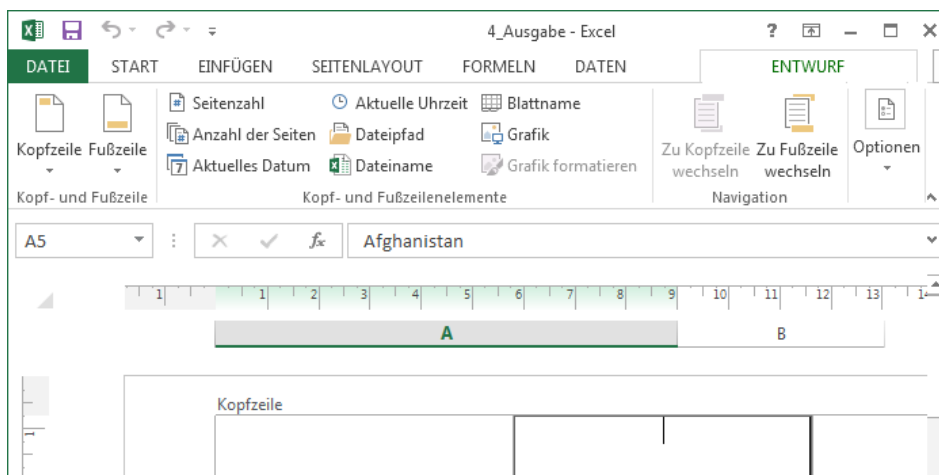 4_Ausgabe - Excel
DATEI START EINFÜGEN SEITENLAYOUT FORMELN DATEN ENTWURF
Seitenzahl Aktuelle Uhrzeit Blattname
Anzahl der Seiten Dateipfad Grafik
Aktuelles Datum Dateiname Grafik formatieren
Kopfzeile Fußzeile
Zu Kopfzeile wechseln
Zu Fußzeile wechseln
Optionen
Kopf- und Fußzeile Kopf- und Fußzeilenelemente Navigation
A5 fx Afghanistan
1 1 2 3 4 5 6 7 8 9 10 11 12 13
A B
Kopfzeile
1